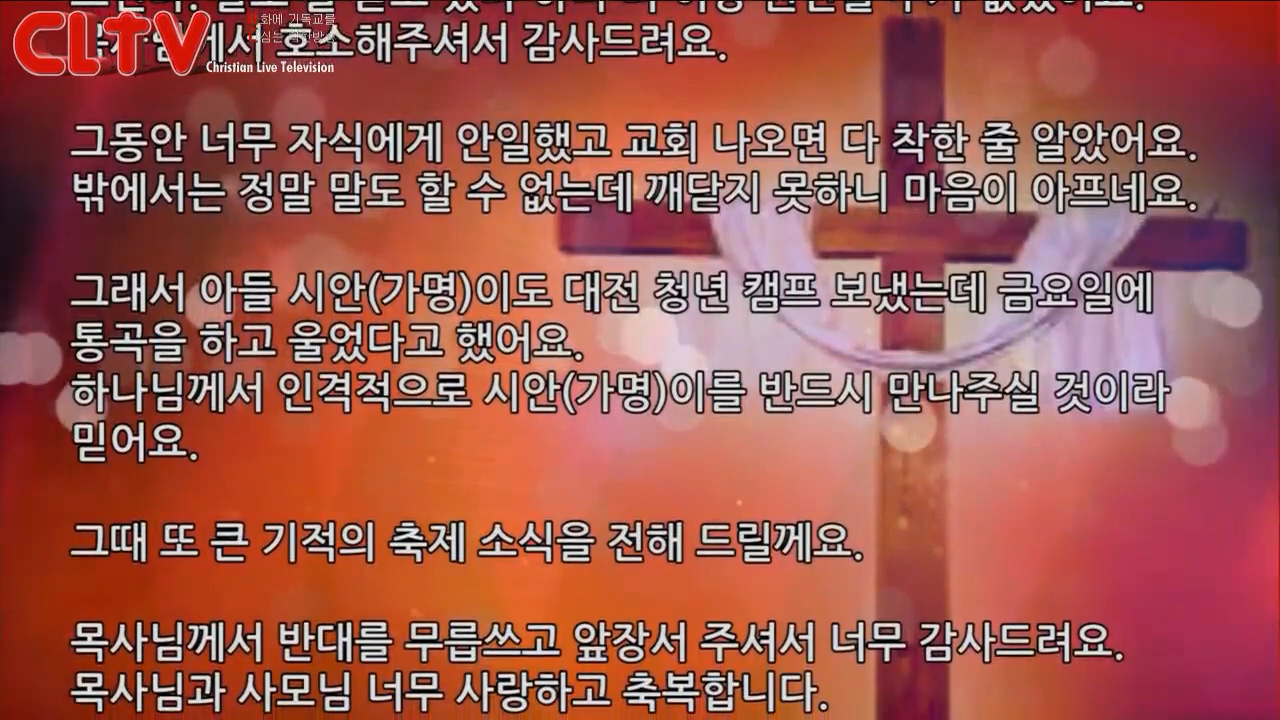 CLTV
화에 기독교를
Christian Live Television
호소해주셔서 감사드려요.
그동안 너무 자식에게 안일했고 교회 나오면 다 착한 줄 알았어요.
밖에서는 정말 말도 할 수 없는데 깨닫지 못하니 마음이 아프네요.
그래서 아들 시안(가명)이도 대전 청년 캠프 보냈는데 금요일에
통곡을 하고 울었다고 했어요.
하나님께서 인격적으로 시안(가명)이를 반드시 만나주실 것이라
믿어요.
그때 또 큰 기적의 축제 소식을 전해 드릴께요.
목사님께서 반대를 무릅쓰고 앞장서 주셔서 너무 감사드려요.
목사님과 사모님 너무 사랑하고 축복합니다.